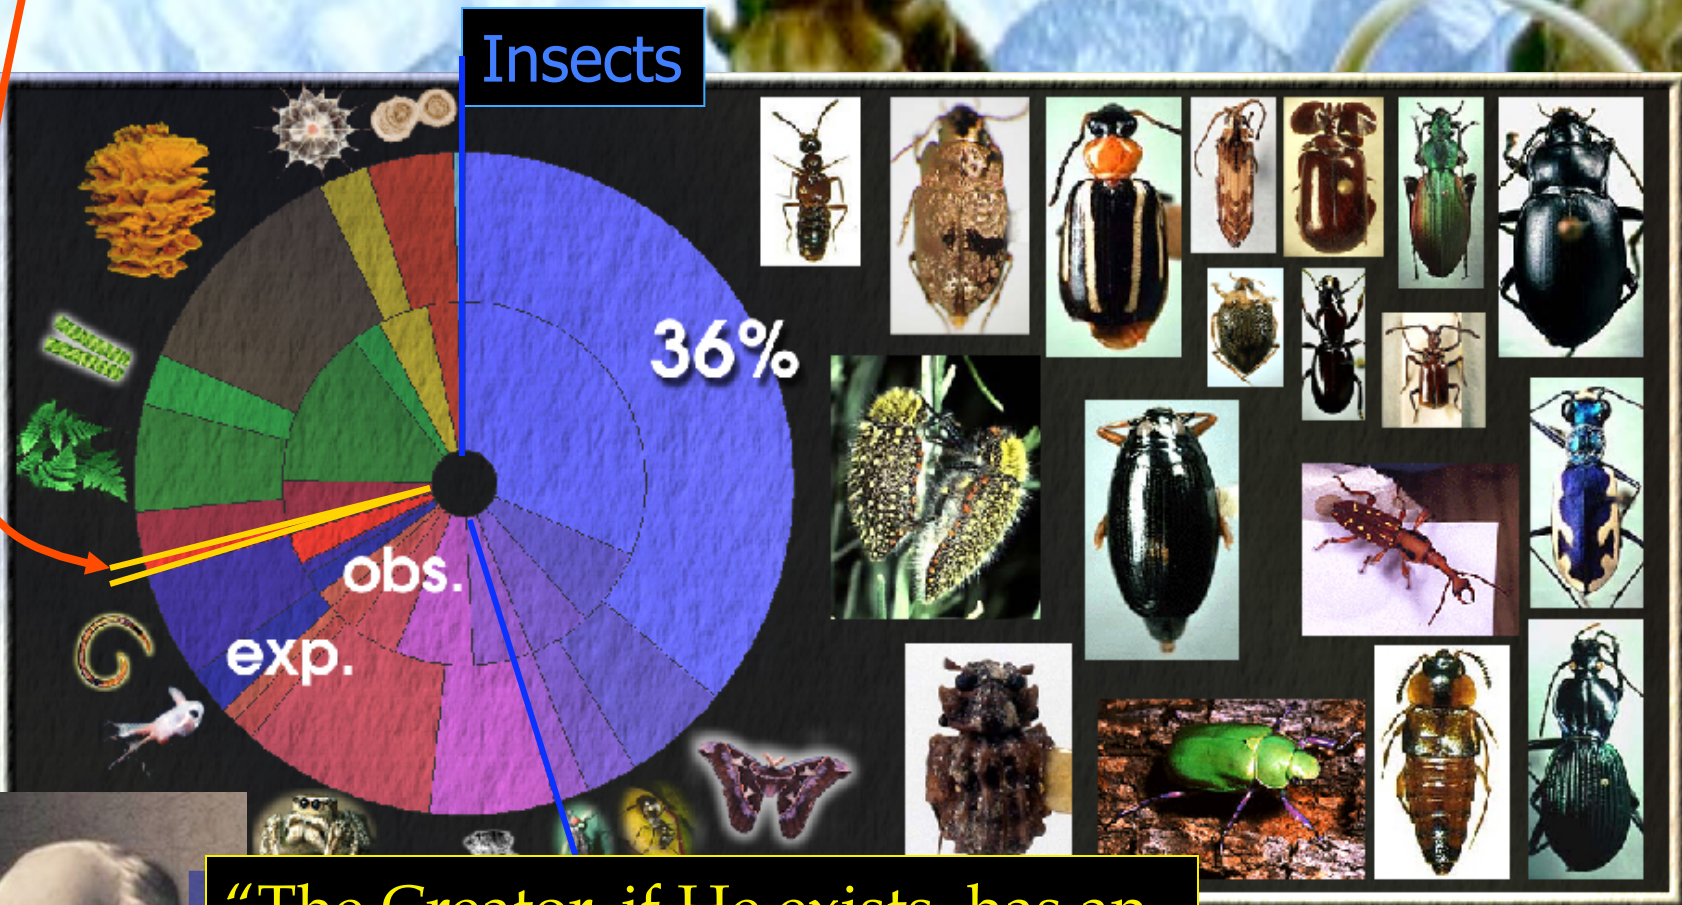 Insects
36%
obs.
exp.
“The Creator, if He exists, has an